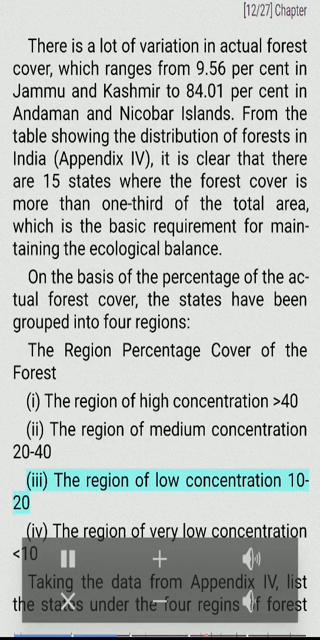 [12/27] Chapter
There is a lot of variation in actual forest
cover, which ranges from 9.56 per cent in
Jammu and Kashmir to 84.01 per cent in
Andaman and Nicobar Islands. From the
table showing the distribution of forests in
India (Appendix IV), it is clear that there
are 15 states where the forest cover is
more than one-third of the total area,
which is the basic requirement for main-
taining the ecological balance.
On the basis of the percentage of the ac-
tual forest cover, the states have been
grouped into four regions:
The Region Percentage Cover of the
Forest
(i) The region of high concentration >40
(ii) The region of medium concentration
20-40
(iii) The region of low concentration 10-
20
(iv) The region of very low concentration
<10
Taking the data from Appendix IV, list
the states under the four regins of forest